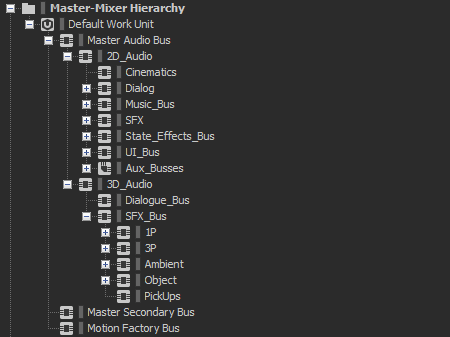 Master-Mixer Hierarchy
Default Work Unit
Master Audio Bus
2D_Audio
Cinematics
Dialog
Music_Bus
SFX
State_Effects_Bus
UI_Bus
Aux_Busses
3D_Audio
Dialogue_Bus
SFX_Bus
1P
3P
Ambient
Object
PickUps
Master Secondary Bus
Motion Factory Bus